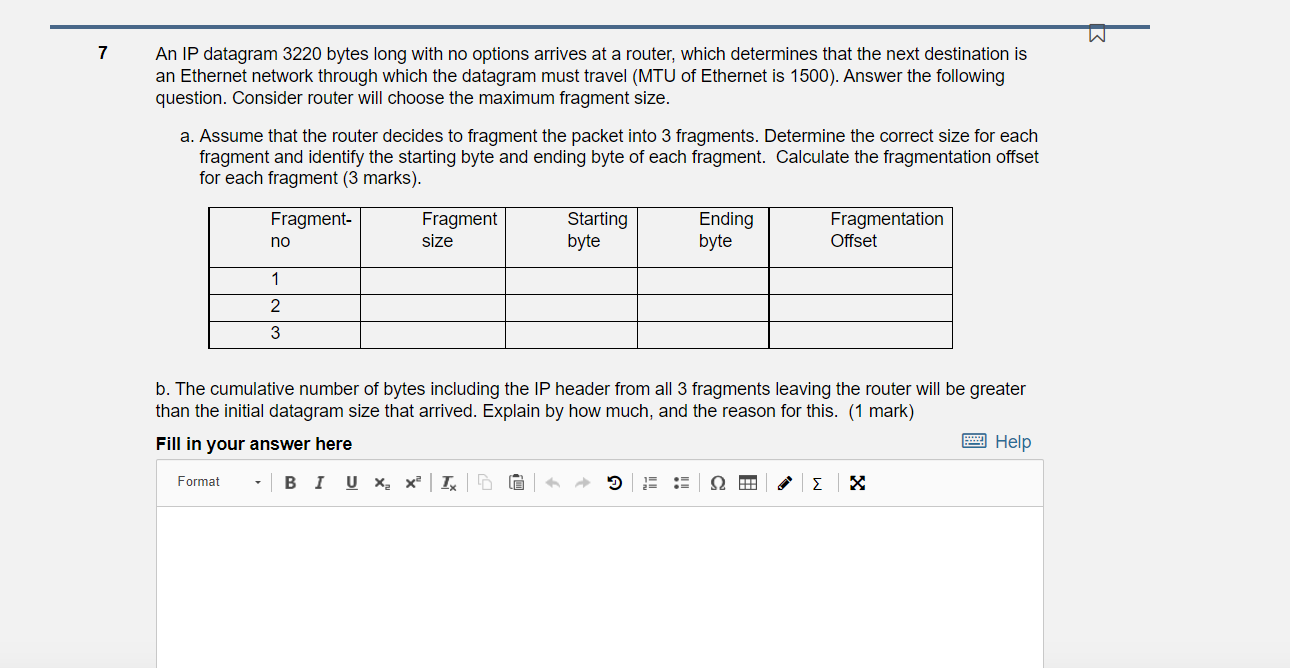 7
An IP datagram 3220 bytes long with no options arrives at a router, which determines that the next destination is
an Ethernet network through which the datagram must travel (MTU of Ethernet is 1500). Answer the following
question. Consider router will choose the maximum fragment size.
a. Assume that the router decides to fragment the packet into 3 fragments. Determine the correct size for each
fragment and identify the starting byte and ending byte of each fragment. Calculate the fragmentation offset
for each fragment (3 marks).
Fragment- Fragment Starting Ending Fragmentation
no size byte byte Offset
1
2
3
b. The cumulative number of bytes including the IP header from all 3 fragments leaving the router will be greater
than the initial datagram size that arrived. Explain by how much, and the reason for this. (1 mark)
Fill in your answer here
Help
Format B I U x₂ x² Ix Ω Σ